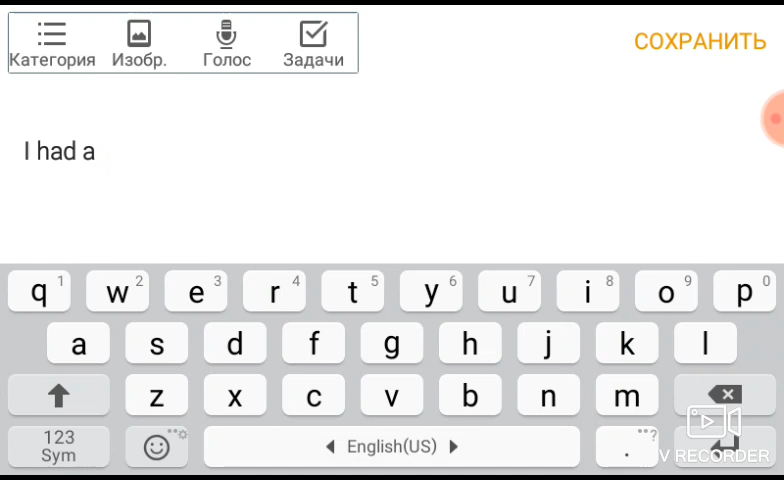 Категория Изобр. Голос Задачи СОХРАНИТЬ
I had a
q 1 w 2 e 3 r 4 t 5 y 6 u 7 i 8 o 9 p 0
a s d f g h j k l
z x c v b n m
123 Sym English(US) . ? V RECORDER